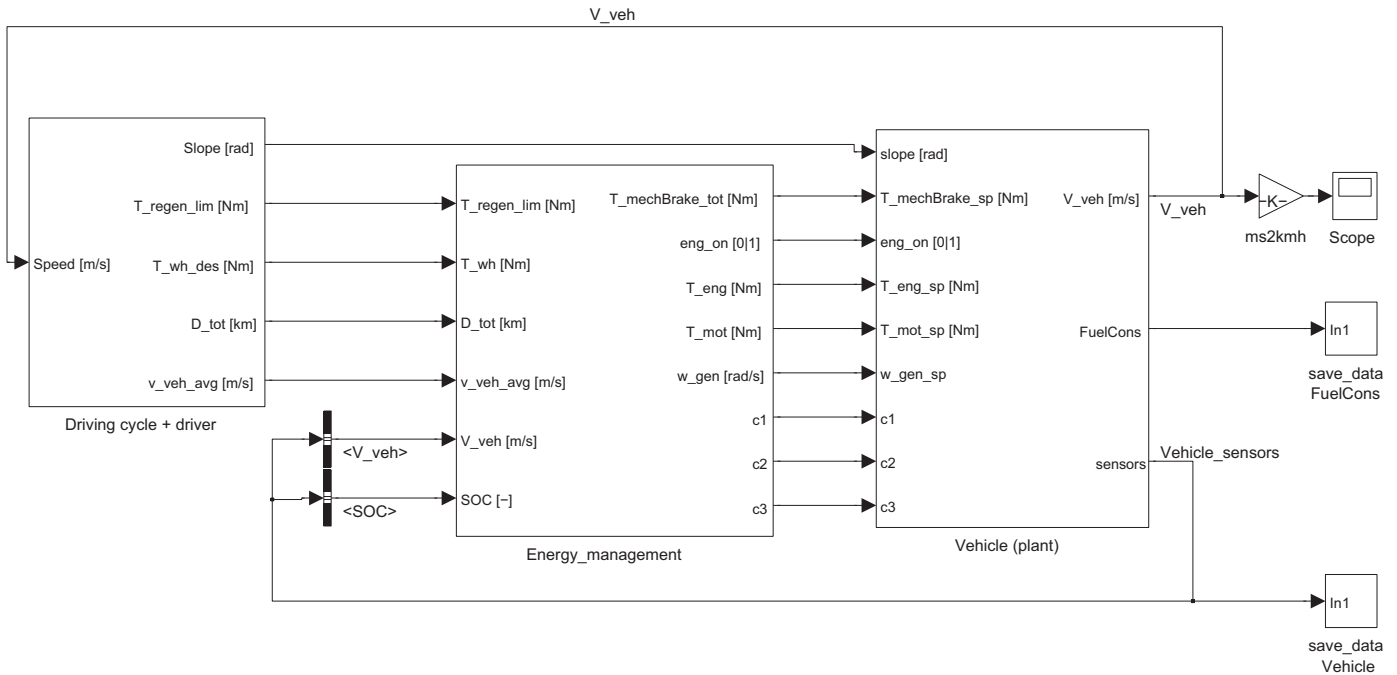 V_veh
Slope [rad]
T_regen_lim [Nm]
Speed [m/s]
T_wh_des [Nm]
D_tot [km]
v_veh_avg [m/s]
Driving cycle + driver
<V_veh>
<SOC>
T_regen_lim [Nm]
T_wh [Nm]
D_tot [km]
v_veh_avg [m/s]
V_veh [m/s]
SOC [−]
T_mechBrake_tot [Nm]
eng_on [0|1]
T_eng [Nm]
T_mot [Nm]
w_gen [rad/s]
c1
c2
c3
Energy_management
slope [rad]
T_mechBrake_sp [Nm]
eng_on [0|1]
T_eng_sp [Nm]
T_mot_sp [Nm]
w_gen_sp
c1
c2
c3
V_veh [m/s]
FuelCons
sensors
Vehicle (plant)
V_veh
Vehicle_sensors
−K−
ms2kmh
Scope
In1
save_data
FuelCons
In1
save_data
Vehicle